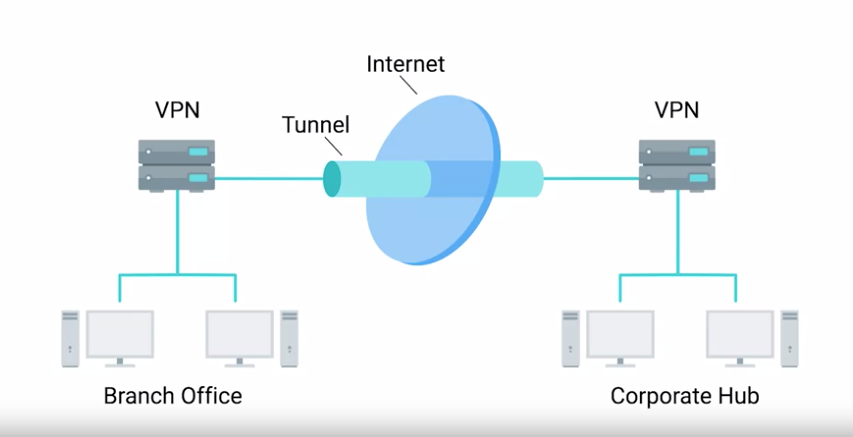 Internet
VPN
VPN
Tunnel
Branch Office
Corporate Hub